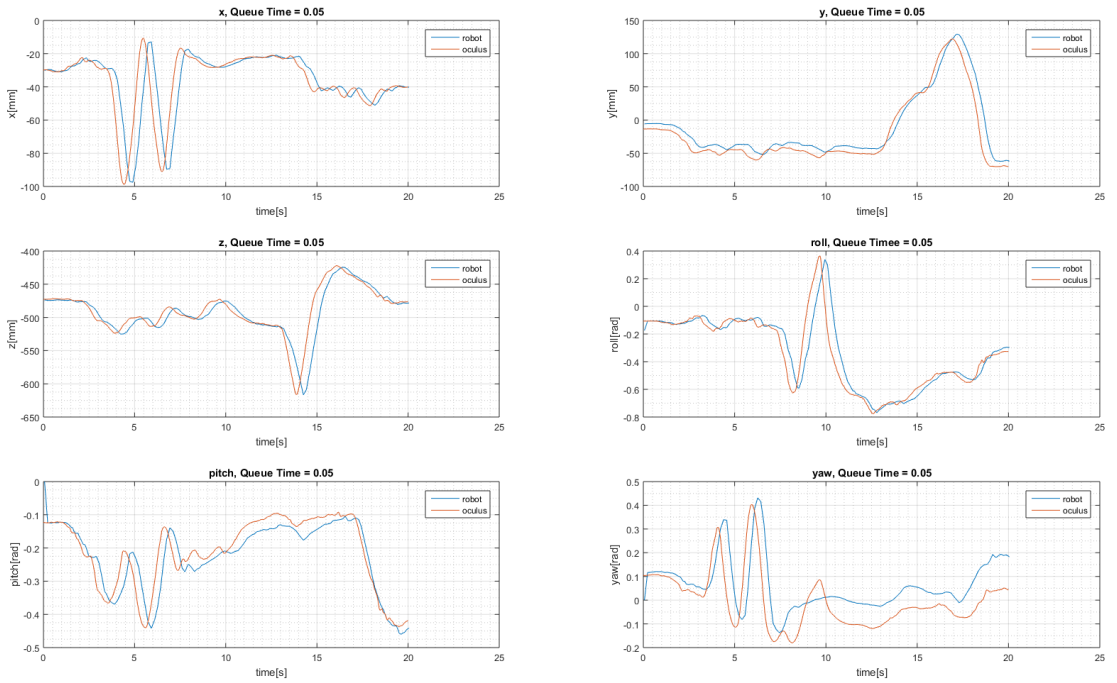 x, Queue Time = 0.05
x[mm]
0
-20
-40
-60
-80
-100
0 5 10 15 20 25
time[s]
robot
oculus
y, Queue Time = 0.05
y[mm]
150
100
50
0
-50
-100
0 5 10 15 20 25
time[s]
robot
oculus
z, Queue Time = 0.05
z[mm]
-400
-450
-500
-550
-600
-650
0 5 10 15 20 25
time[s]
robot
oculus
roll, Queue Timee = 0.05
roll[rad]
0.4
0.2
0
-0.2
-0.4
-0.6
-0.8
0 5 10 15 20 25
time[s]
robot
oculus
pitch, Queue Time = 0.05
pitch[rad]
0
-0.1
-0.2
-0.3
-0.4
-0.5
0 5 10 15 20 25
time[s]
robot
oculus
yaw, Queue Time = 0.05
yaw[rad]
0.5
0.4
0.3
0.2
0.1
0
-0.1
-0.2
0 5 10 15 20 25
time[s]
robot
oculus